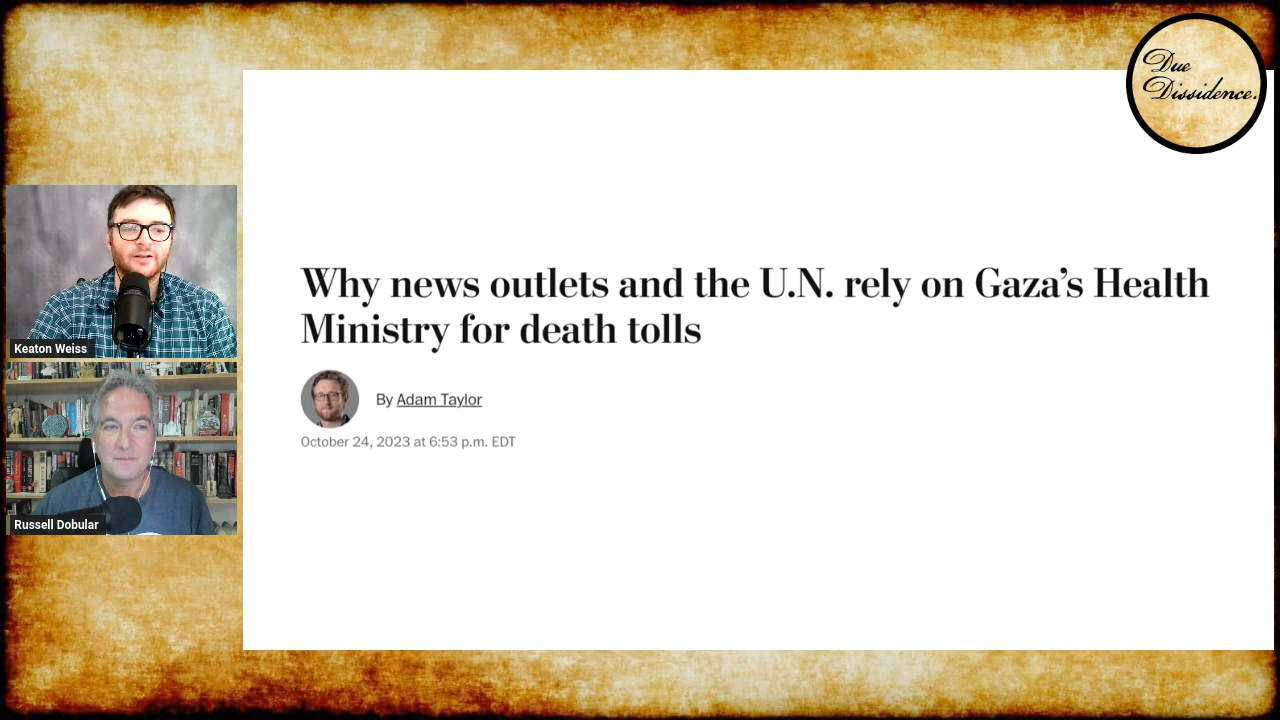 Due
Dissidence.
Why news outlets and the U.N. rely on Gaza’s Health
Ministry for death tolls
By Adam Taylor
October 24, 2023 at 6:53 p.m. EDT
Keaton Weiss
Russell Dobular